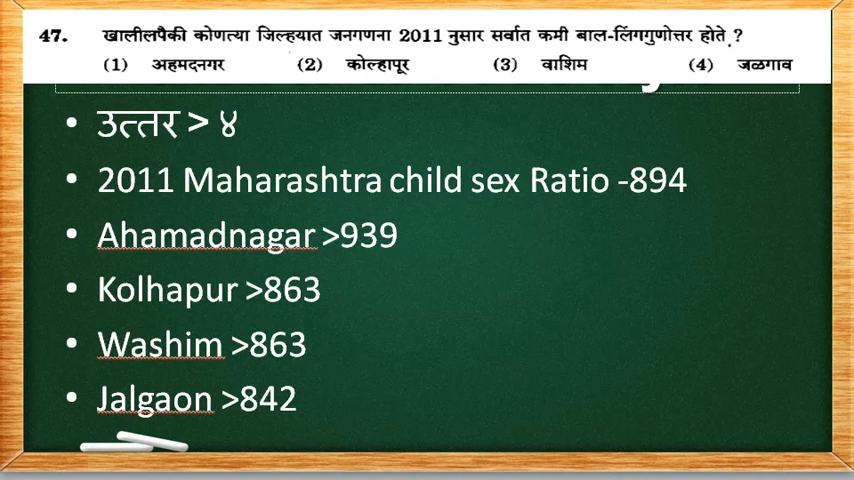 47. खालीलपैकी कोणत्या जिल्हयात जनगणना 2011 नुसार सर्वात कमी बाल-लिंगगुणोत्तर होते ?
(1) अहमदनगर (2) कोल्हापूर (3) वाशिम (4) जळगाव
• उत्तर > ४
• 2011 Maharashtra child sex Ratio -894
• Ahamadnagar >939
• Kolhapur >863
• Washim >863
• Jalgaon >842